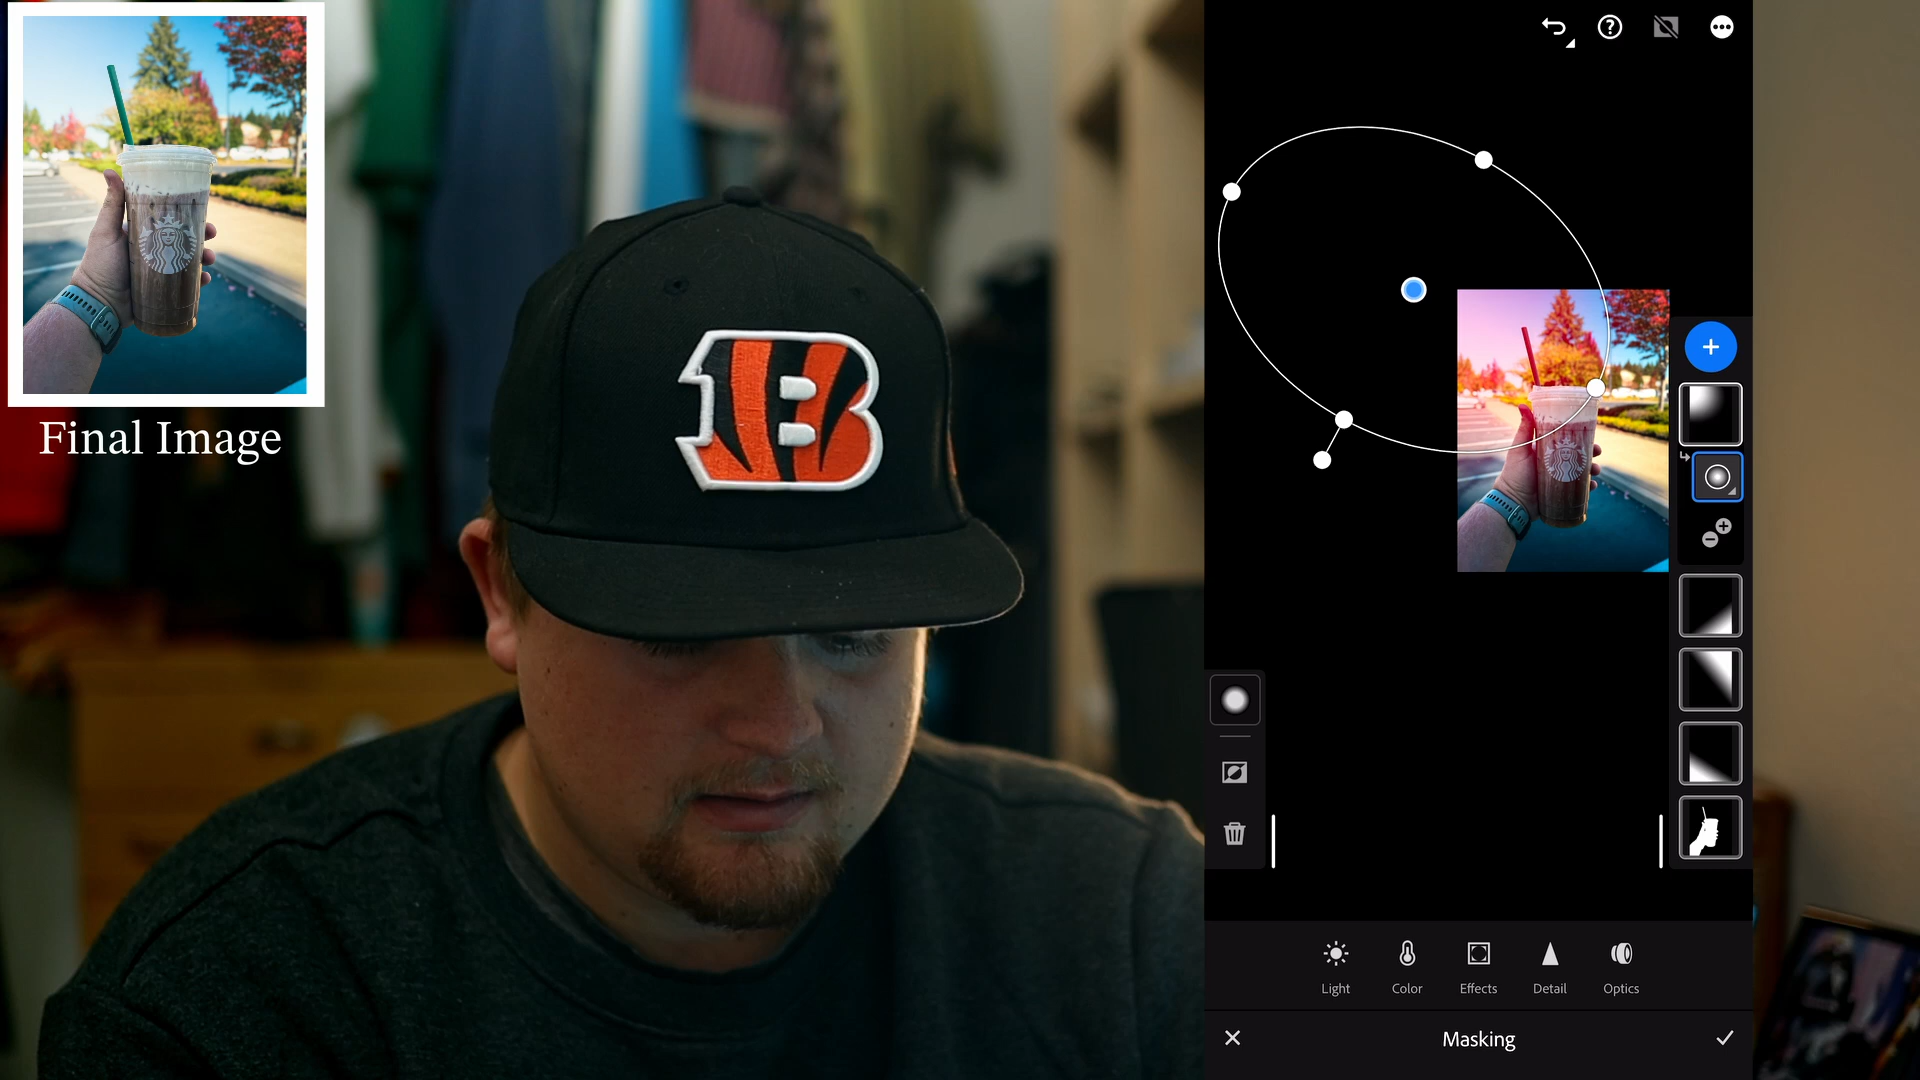 Final Image
B
Light
Color
Effects
Detail
Optics
Masking